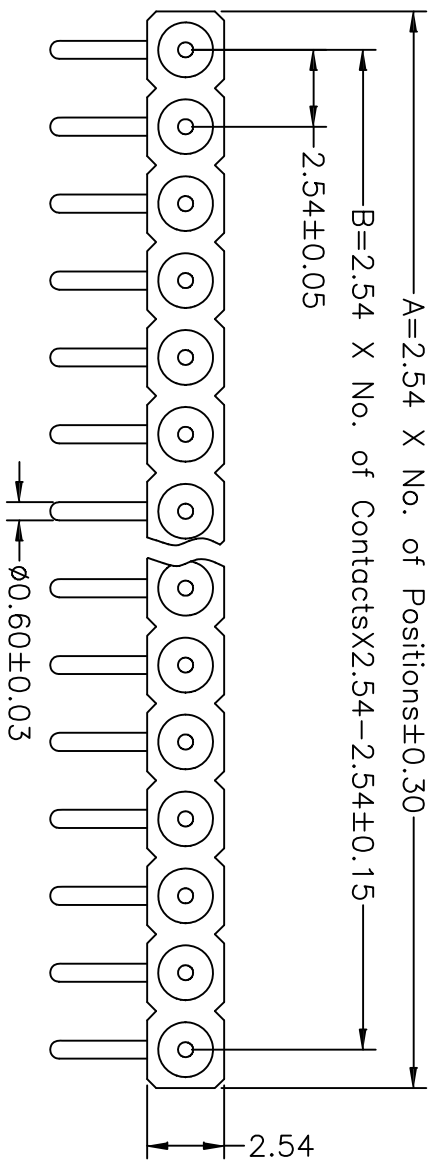 A=2.54 X No. of Positions±0.30
B=2.54 X No. of ContactsX2.54-2.54±0.15
2.54±0.05
ø0.60±0.03
2.54